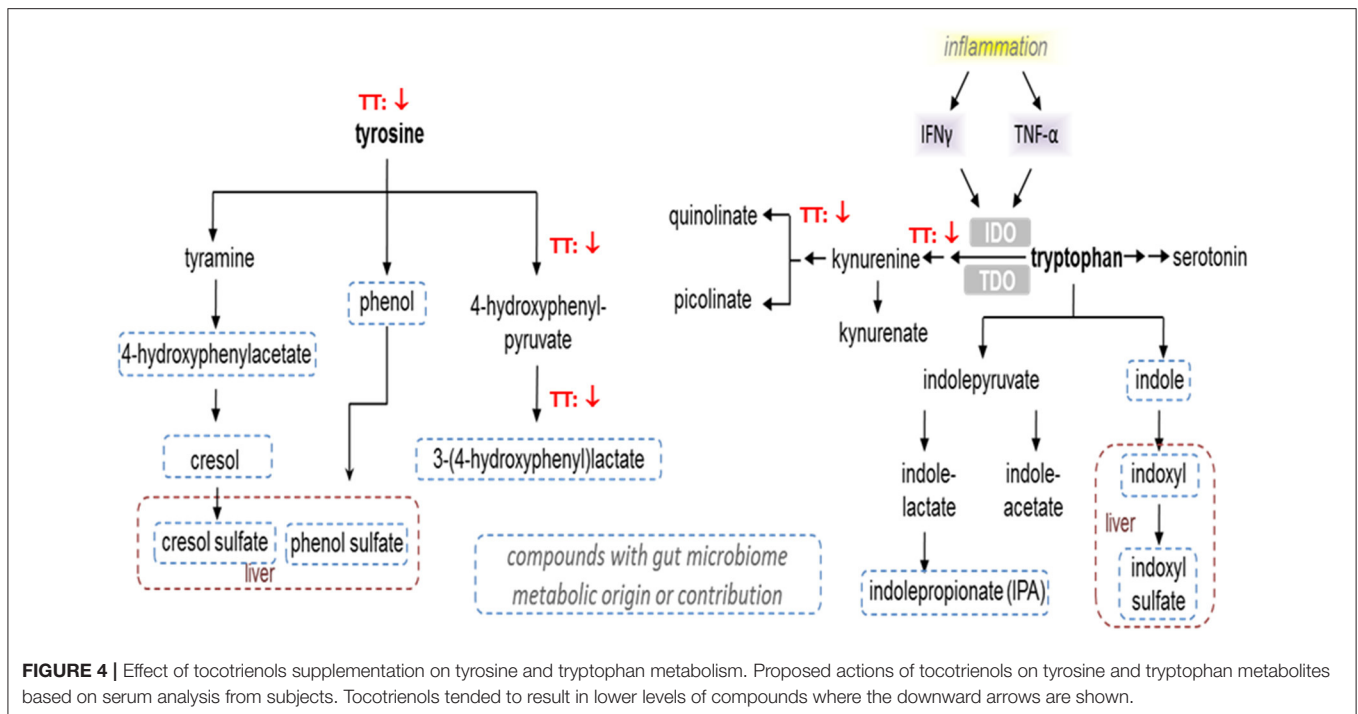 TT: ↓
tyrosine
tyramine
phenol
4-hydroxyphenyl-
pyruvate
4-hydroxyphenylacetate
TT: ↓
TT: ↓
cresol
3-(4-hydroxyphenyl)lactate
cresol sulfate
phenol sulfate
liver
compounds with gut microbiome
metabolic origin or contribution
inflammation
IFNγ
TNF-α
quinolinate
TT: ↓
TT: ↓
IDO
kynurenine
tryptophan
serotonin
TDO
picolinate
kynurenate
indolepyruvate
indole
indole-
lactate
indole-
acetate
indoxyl
liver
indolepropionate (IPA)
indoxyl
sulfate
FIGURE 4 | Effect of tocotrienols supplementation on tyrosine and tryptophan metabolism. Proposed actions of tocotrienols on tyrosine and tryptophan metabolites
based on serum analysis from subjects. Tocotrienols tended to result in lower levels of compounds where the downward arrows are shown.